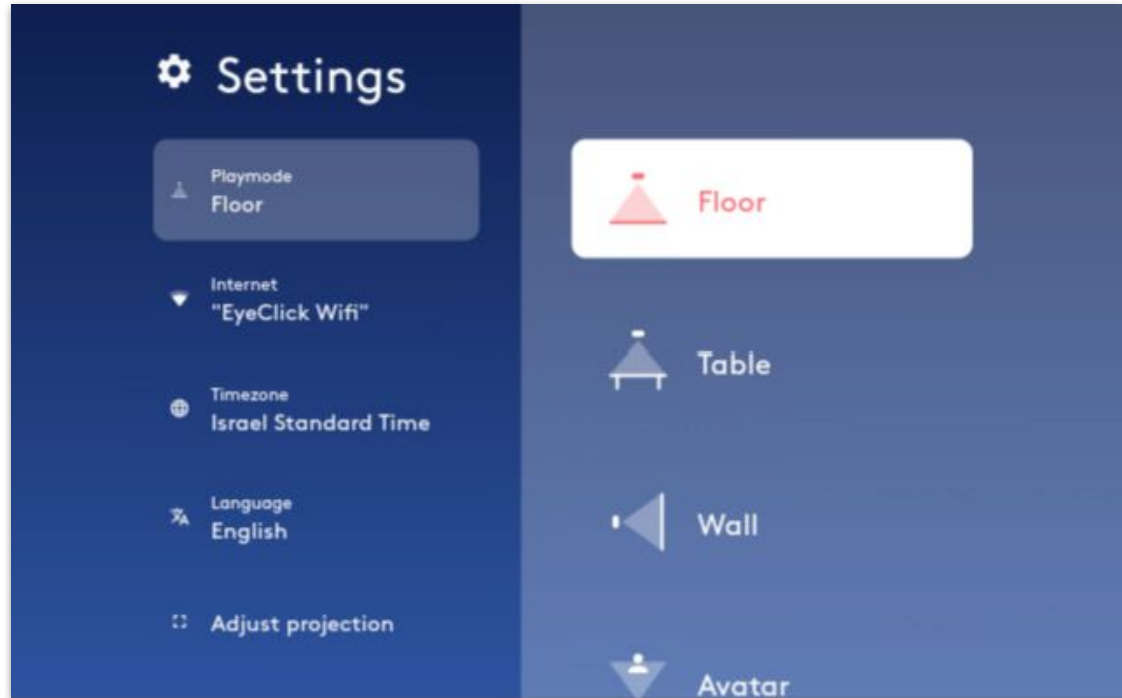 Settings
Playmode
Floor
Internet
"EyeClick Wifi"
Timezone
Israel Standard Time
Language
English
Adjust projection
Floor
Table
Wall
Avatar